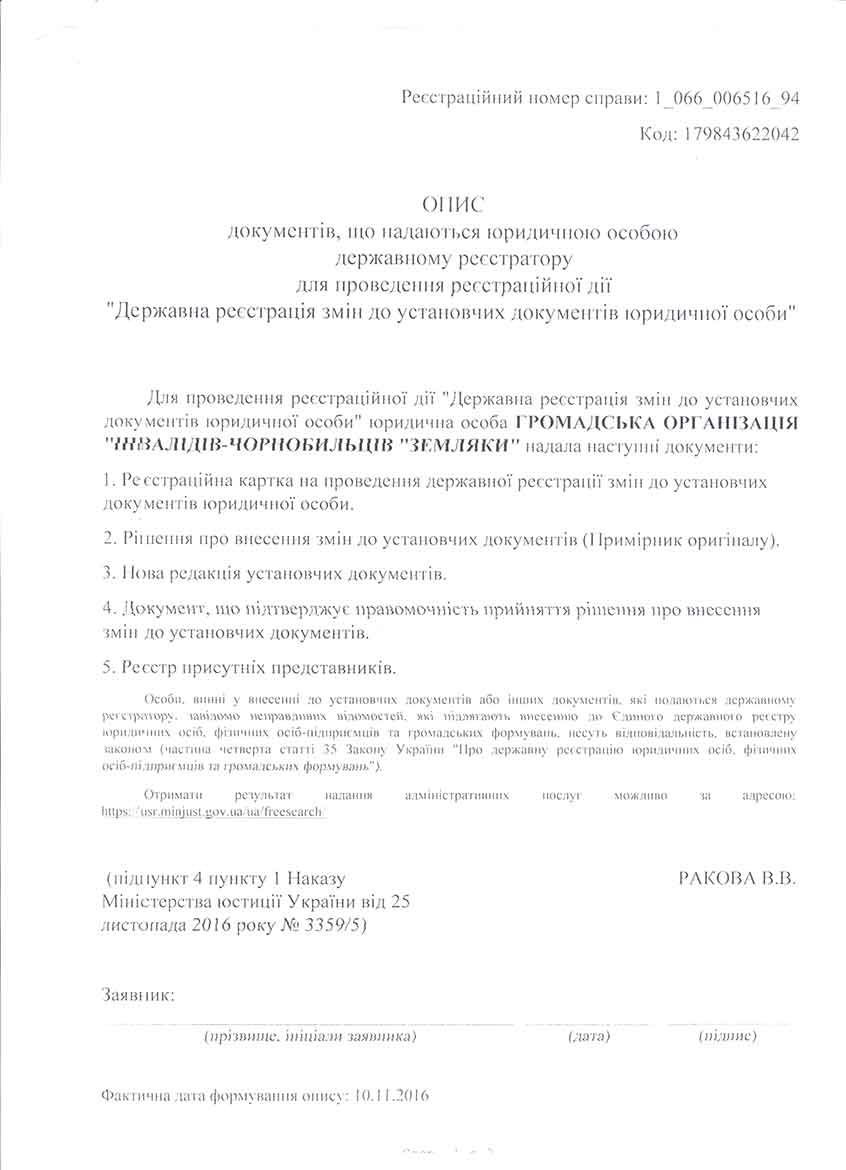 Реєстраційний номер справи: 1_066_006516_94
Код: 179843622042
ОПИС
документів, що надаються юридичною особою
державному реєстратору
для проведення реєстраційної дії
"Державна реєстрація змін до установчих документів юридичної особи"
Для проведення реєстраційної дії "Державна реєстрація змін до установчих
документів юридичної особи" юридична особа ГРОМАДСЬКА ОРГАНІЗАЦІЯ
"ІНВАЛІДІВ-ЧОРНОБИЛЬЦІВ "ЗЕМЛЯКИ" надала наступні документи:
1. Реєстраційна картка на проведення державної реєстрації змін до установчих
документів юридичної особи.
2. Рішення про внесення змін до установчих документів (Примірник оригіналу).
3. Нова редакція установчих документів.
4. Документ, що підтверджує правомочність прийняття рішення про внесення
змін до установчих документів.
5. Реєстр присутніх представників.
Особи, винні у внесенні до установчих документів або інших документів, які подаються державному
реєстратору, завідомо неправдивих відомостей, які підлягають внесенню до Єдиного державного реєстру
юридичних осіб, фізичних осіб-підприємців та громадських формувань, несуть відповідальність, встановлену
законом (частина четверта статті 35 Закону України "Про державну реєстрацію юридичних осіб, фізичних
осіб-підприємців та громадських формувань").
Отримати результат надання адміністративних послуг можливо за адресою:
https://usr.minjust.gov.ua/ua/freesearch/
(підпункт 4 пункту 1 Наказу РАКОВА В.В.
Міністерства юстиції України від 25
листопада 2016 року № 3359/5)
Заявник:
(прізвище, ініціали заявника) (дата) (підпис)
Фактична дата формування опису: 10.11.2016